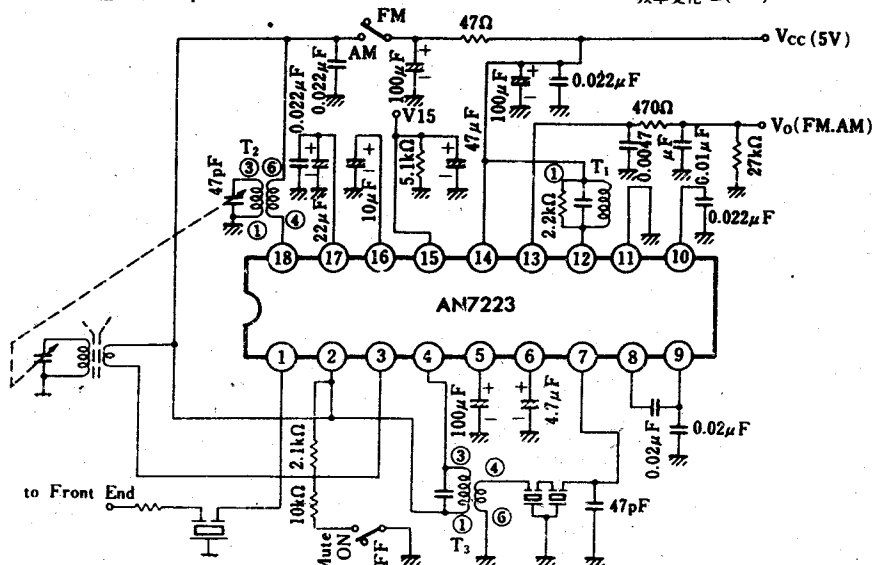 FM
AM
47Ω
Vcc (5V)
0.022μF
0.022μF
100μF
+
−
V15
5.1kΩ
47μF
+
−
100μF
+
−
0.022μF
470Ω
Vo (FM.AM)
0.0047μF
0.01μF
27kΩ
0.022μF
T1
①
2.2kΩ
47pF
T2
③
⑥
①
④
22μF
+
−
10μF
+
−
18
17
16
15
14
13
12
11
10
AN7223
1
2
3
4
5
6
7
8
9
2.1kΩ
10kΩ
100μF
+
−
4.7μF
+
−
0.02μF
0.02μF
③
④
①
⑥
T3
47pF
to Front End
Mute
ON